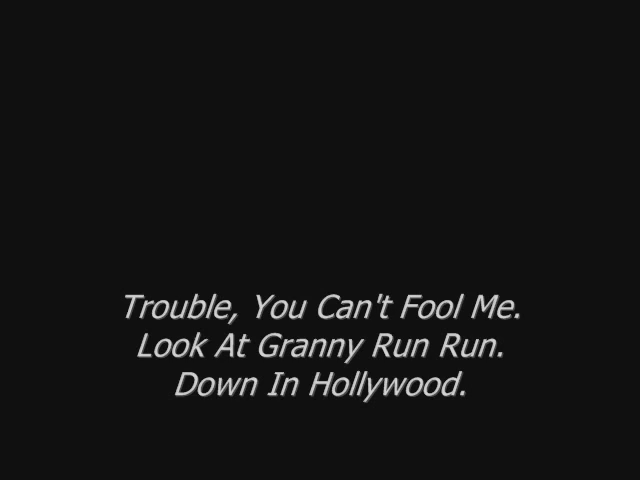 Trouble, You Can't Fool Me.
Look At Granny Run Run.
Down In Hollywood.